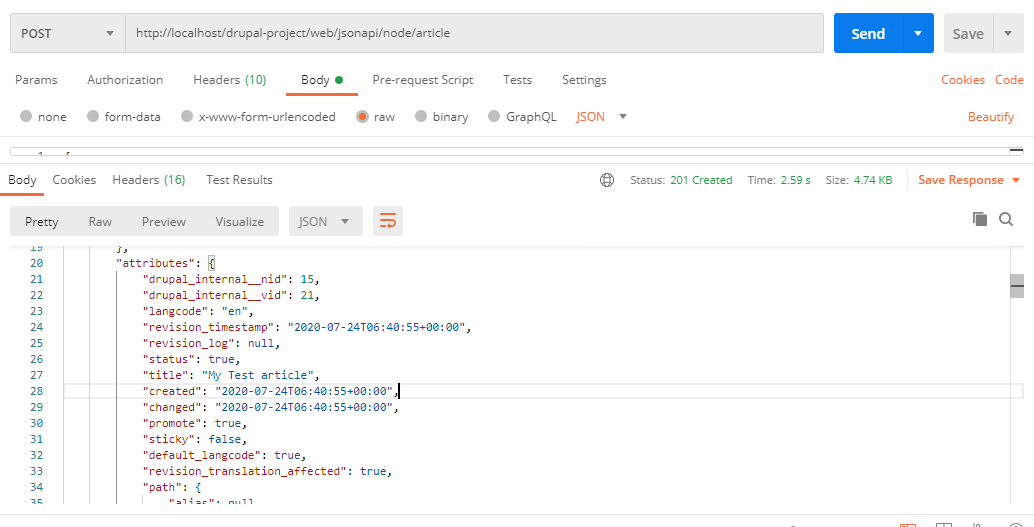 POST http://localhost/drupal-project/web/jsonapi/node/article Send Save
Params Authorization Headers (10) Body Pre-request Script Tests Settings Cookies Code
none form-data x-www-form-urlencoded raw binary GraphQL JSON Beautify
1 {
Body Cookies Headers (16) Test Results Status: 201 Created Time: 2.59 s Size: 4.74 KB Save Response
Pretty Raw Preview Visualize JSON
19 },
20 "attributes": {
21 "drupal_internal__nid": 15,
22 "drupal_internal__vid": 21,
23 "langcode": "en",
24 "revision_timestamp": "2020-07-24T06:40:55+00:00",
25 "revision_log": null,
26 "status": true,
27 "title": "My Test article",
28 "created": "2020-07-24T06:40:55+00:00",
29 "changed": "2020-07-24T06:40:55+00:00",
30 "promote": true,
31 "sticky": false,
32 "default_langcode": true,
33 "revision_translation_affected": true,
34 "path": {
35 "alias": null